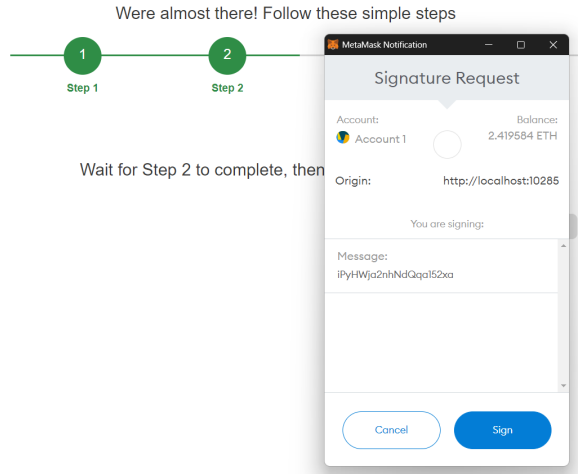 Were almost there! Follow these simple steps
1
2
Step 1
Step 2
Wait for Step 2 to complete, then
MetaMask Notification
Signature Request
Account:
Balance:
Account 1
2.419584 ETH
Origin:
http://localhost:10285
You are signing:
Message:
iPyHWja2nhNdQqa152xa
Cancel
Sign